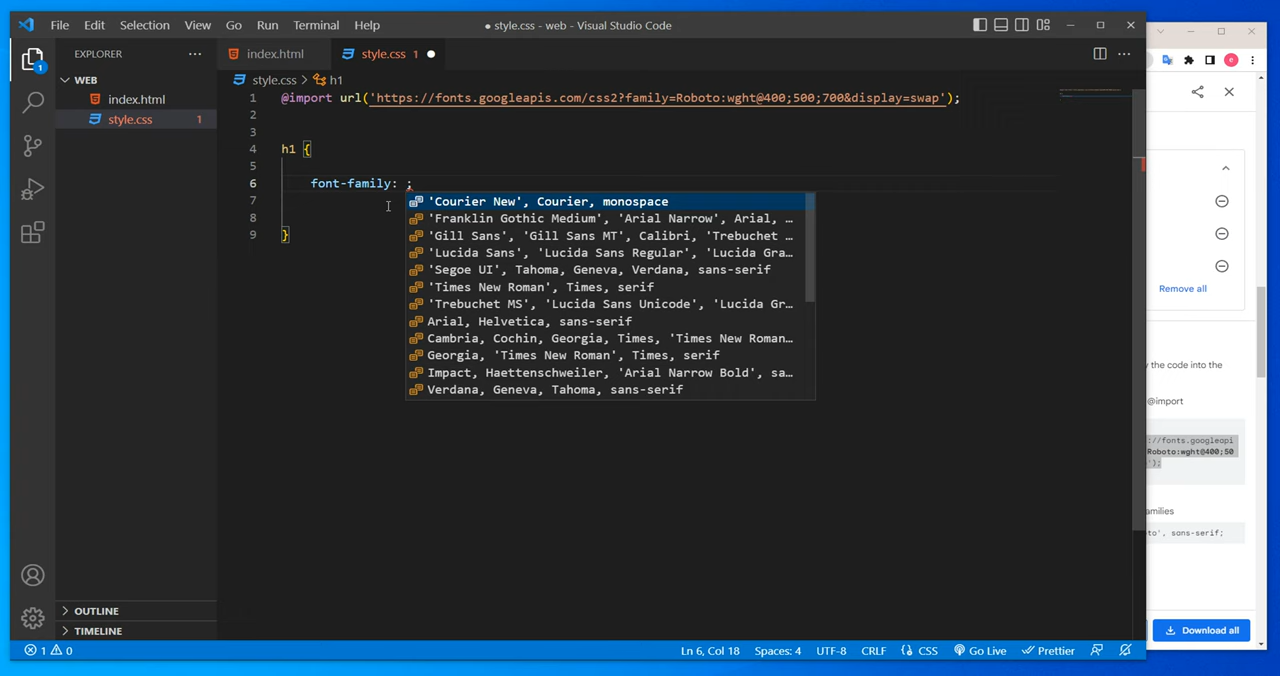 File Edit Selection View Go Run Terminal Help
● style.css - web - Visual Studio Code
EXPLORER
index.html
style.css 1
WEB
index.html
style.css 1
style.css > h1
1 @import url('https://fonts.googleapis.com/css2?family=Roboto:wght@400;500;700&display=swap');
2
3
4 h1 {
5
6 font-family: ;
7
8
9 }
'Courier New', Courier, monospace
'Franklin Gothic Medium', 'Arial Narrow', Arial, …
'Gill Sans', 'Gill Sans MT', Calibri, 'Trebuchet …
'Lucida Sans', 'Lucida Sans Regular', 'Lucida Gra…
'Segoe UI', Tahoma, Geneva, Verdana, sans-serif
'Times New Roman', Times, serif
'Trebuchet MS', 'Lucida Sans Unicode', 'Lucida Gr…
Arial, Helvetica, sans-serif
Cambria, Cochin, Georgia, Times, 'Times New Roman…
Georgia, 'Times New Roman', Times, serif
Impact, Haettenschweiler, 'Arial Narrow Bold', sa…
Verdana, Geneva, Tahoma, sans-serif
1
OUTLINE
TIMELINE
1 0
Ln 6, Col 18 Spaces: 4 UTF-8 CRLF CSS Go Live Prettier
e
Remove all
y the code into the
@import
://fonts.googleapi
Roboto:wght@400;50
');
amilies
to', sans-serif;
Download all